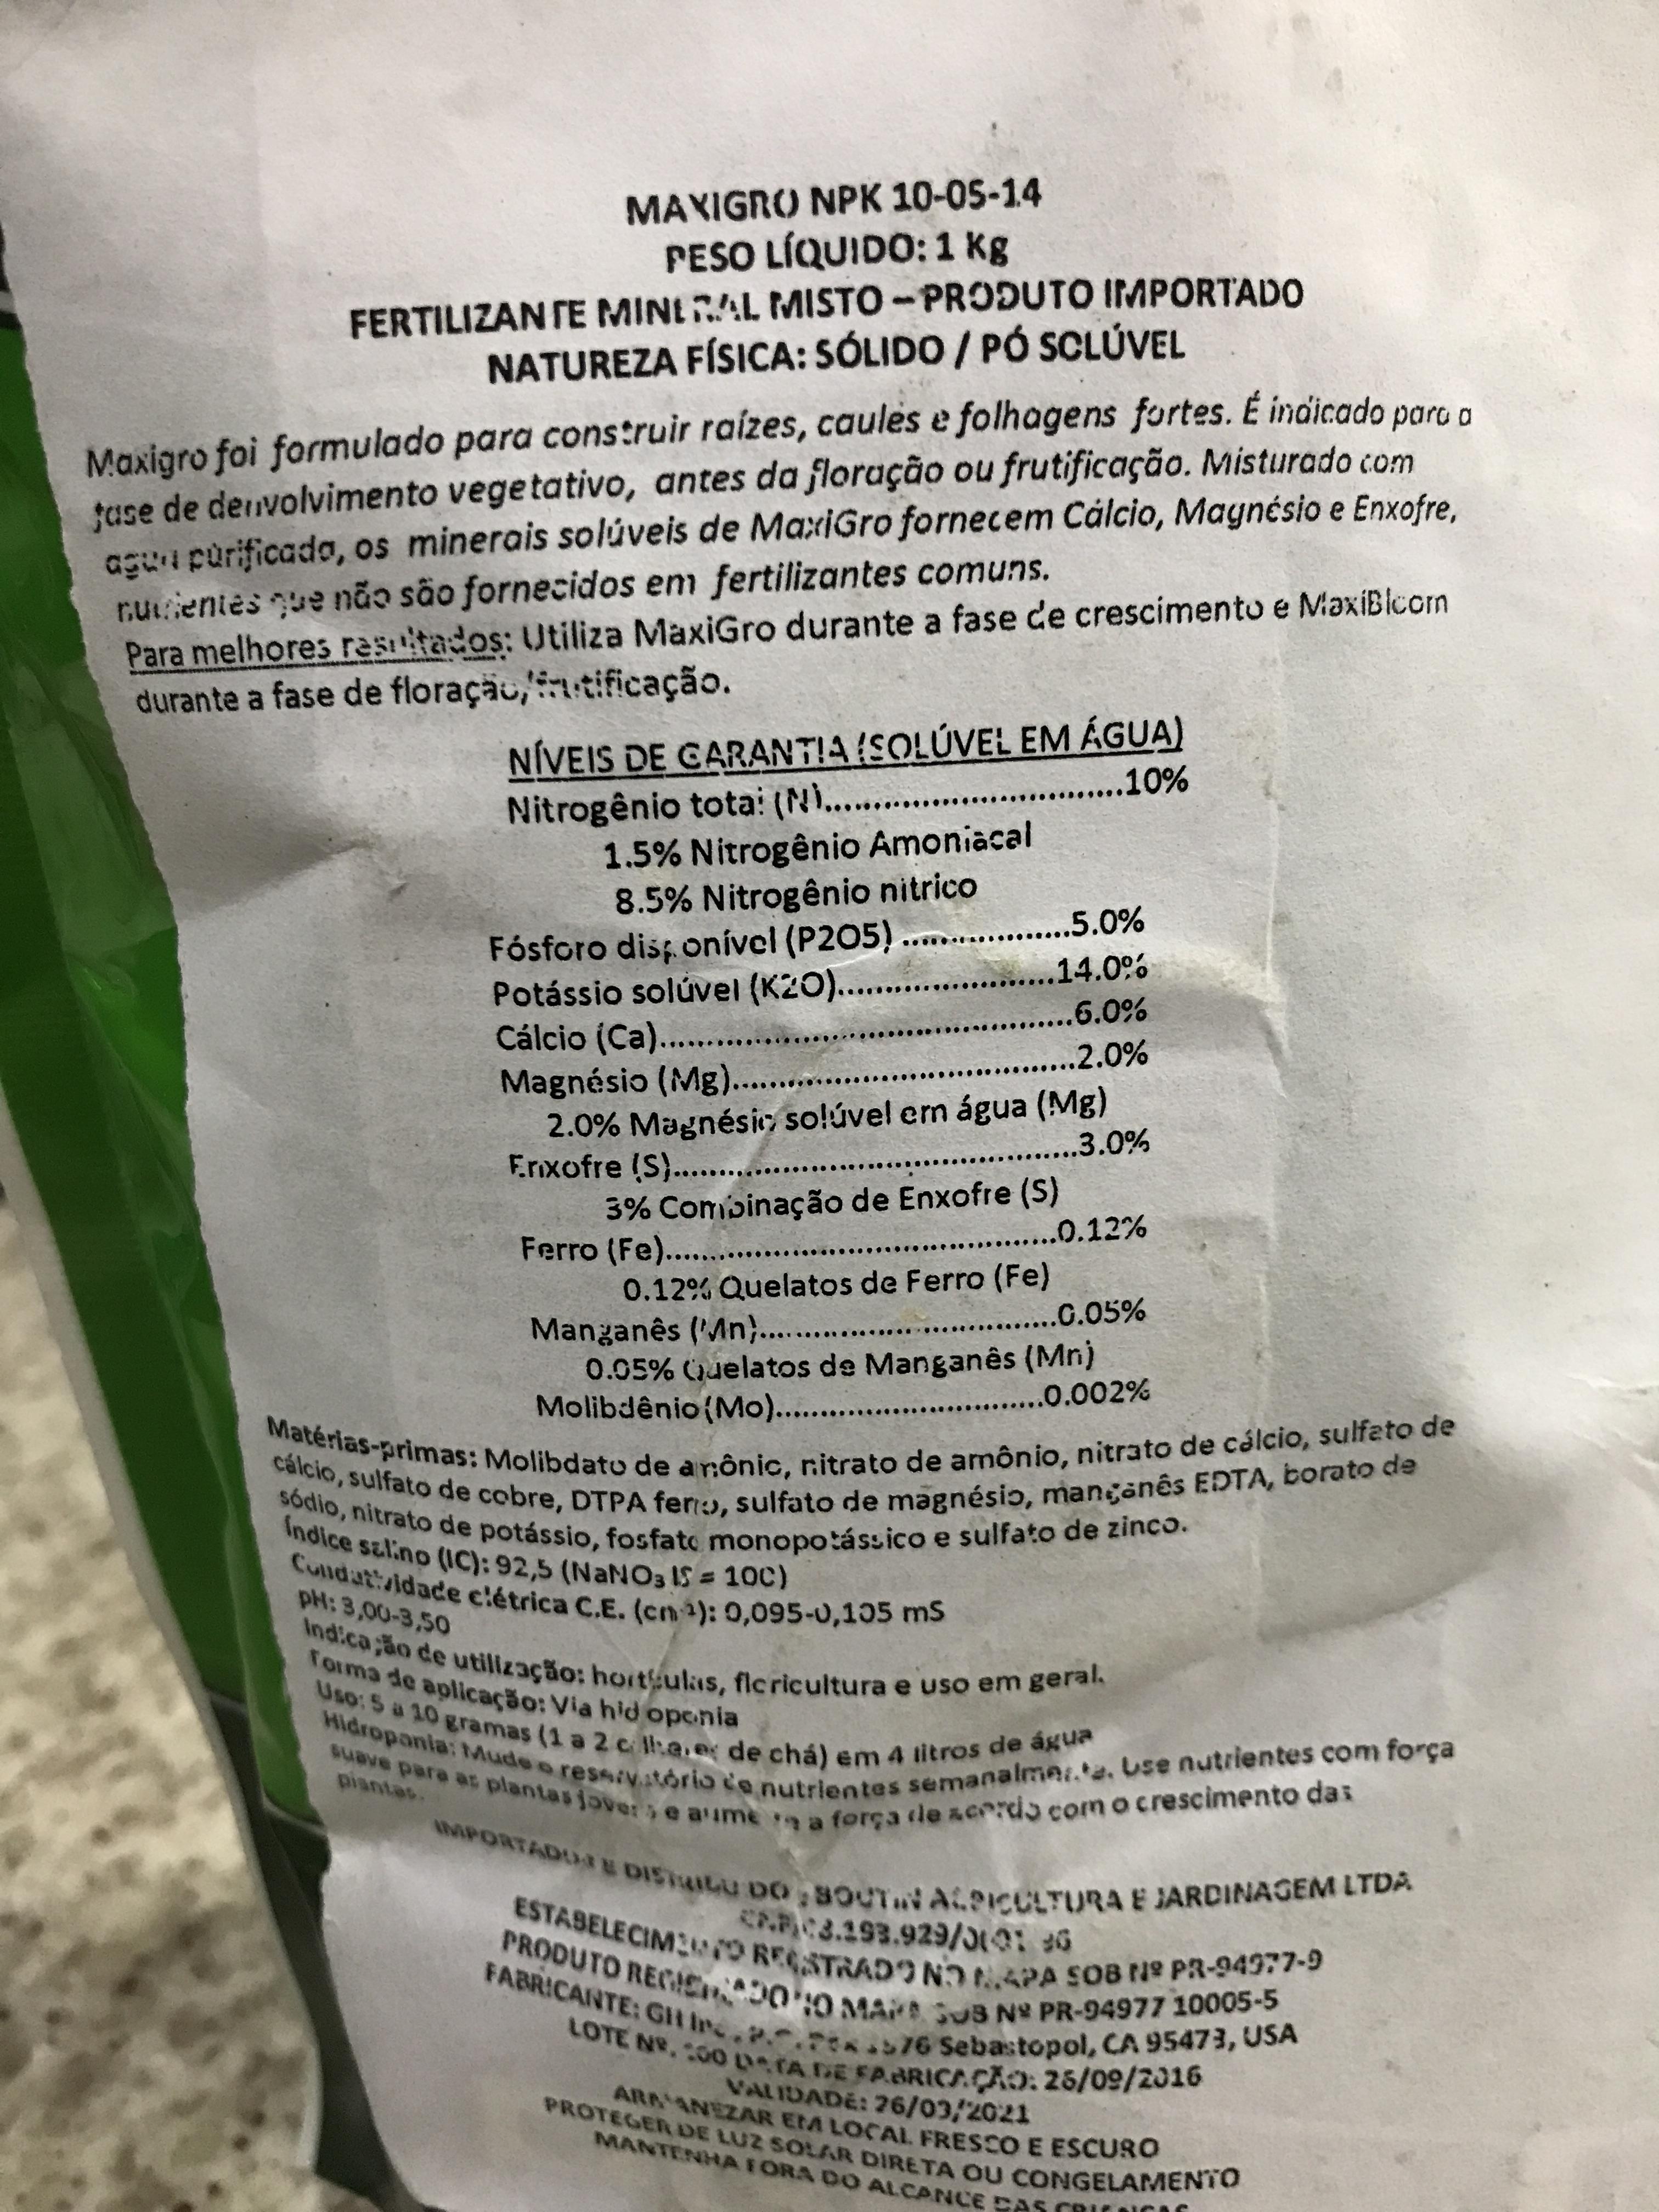 MAXIGRO NPK 10-05-14
PESO LÍQUIDO: 1 Kg
FERTILIZANTE MINERAL MISTO – PRODUTO IMPORTADO
NATUREZA FÍSICA: SÓLIDO / PÓ SOLÚVEL
Maxigro foi formulado para construir raízes, caules e folhagens fortes. É indicado para a
fase de denvolvimento vegetativo, antes da floração ou frutificação. Misturado com
agua purificada, os minerais solúveis de MaxiGro fornecem Cálcio, Magnésio e Enxofre,
nutrientes que não são fornecidos em fertilizantes comuns.
Para melhores resultados: Utiliza MaxiGro durante a fase de crescimento e MaxiBloom
durante a fase de floração/frutificação.
NÍVEIS DE GARANTIA (SOLÚVEL EM ÁGUA)
Nitrogênio total (N)..............................10%
1.5% Nitrogênio Amoniacal
8.5% Nitrogênio nitrico
Fósforo disponível (P2O5) .................5.0%
Potássio solúvel (K2O)......................14.0%
Cálcio (Ca)..........................................6.0%
Magnésio (Mg)...................................2.0%
2.0% Magnésio solúvel em água (Mg)
Enxofre (S).........................................3.0%
3% Combinação de Enxofre (S)
Ferro (Fe)........................................0.12%
0.12% Quelatos de Ferro (Fe)
Manganês (Mn)..............................0.05%
0.05% Quelatos de Manganês (Mn)
Molibdênio (Mo)...........................0.002%
Matérias-primas: Molibdato de amônio, nitrato de amônio, nitrato de cálcio, sulfato de
cálcio, sulfato de cobre, DTPA ferro, sulfato de magnésio, manganês EDTA, borato de
sódio, nitrato de potássio, fosfato monopotássico e sulfato de zinco.
Índice salino (IC): 92,5 (NaNO₃ IS = 100)
Condutividade elétrica C.E. (cm⁻¹): 0,095-0,105 mS
pH: 3,00-3,50
Indicação de utilização: hortículas, floricultura e uso em geral.
Forma de aplicação: Via hidroponia
Uso: 5 a 10 gramas (1 a 2 colheres de chá) em 4 litros de água
Hidroponia: Mude o reservatório de nutrientes semanalmente. Use nutrientes com força
suave para as plantas jovens e aumente a força de acordo com o crescimento das
plantas.
IMPORTADO E DISTRIBUIDO BOUTIN AGRICULTURA E JARDINAGEM LTDA
ESTABELECIMENTO REGISTRADO NO MAPA SOB Nº PR-94977-9
PRODUTO REGISTRADO NO MAPA SOB Nº PR-94977 10005-5
FABRICANTE: GH Inc. Sebastopol, CA 95473, USA
LOTE Nº. DATA DE FABRICAÇÃO: 26/09/2016
VALIDADE: 26/09/2021
ARMANEZAR EM LOCAL FRESCO E ESCURO
PROTEGER DE LUZ SOLAR DIRETA OU CONGELAMENTO
MANTENHA FORA DO ALCANCE DAS CRIANÇAS